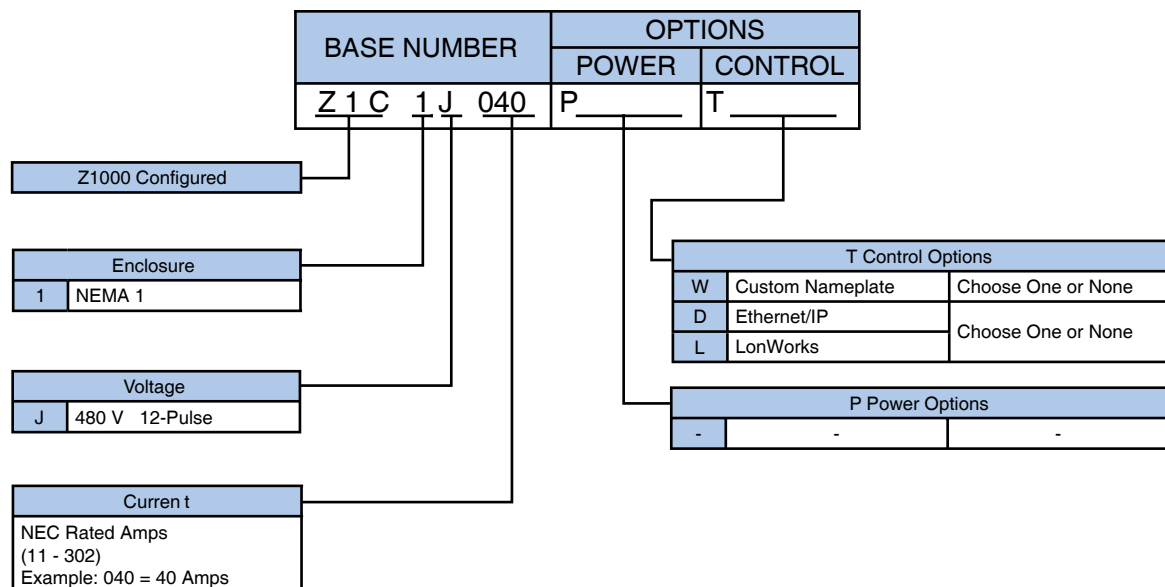 BASE NUMBER
OPTIONS
POWER
CONTROL
Z 1 C 1 J 040
P
T
Z1000 Configured
Enclosure
1 NEMA 1
Voltage
J 480 V 12-Pulse
Curren t
NEC Rated Amps
(11 - 302)
Example: 040 = 40 Amps
T Control Options
W Custom Nameplate Choose One or None
D Ethernet/IP
Choose One or None
L LonWorks
P Power Options
- - -